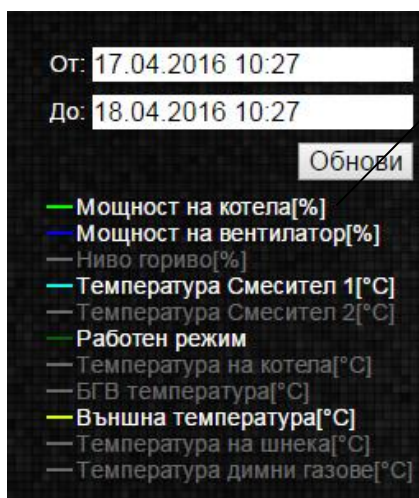 От: 17.04.2016 10:27
До: 18.04.2016 10:27
Обнови
Мощност на котела[%]
Мощност на вентилатор[%]
Ниво гориво[%]
Температура Смесител 1[°C]
Температура Смесител 2[°C]
Работен режим
Температура на котела[°C]
БГВ температура[°C]
Външна температура[°C]
Температура на шнека[°C]
Температура димни газове[°C]